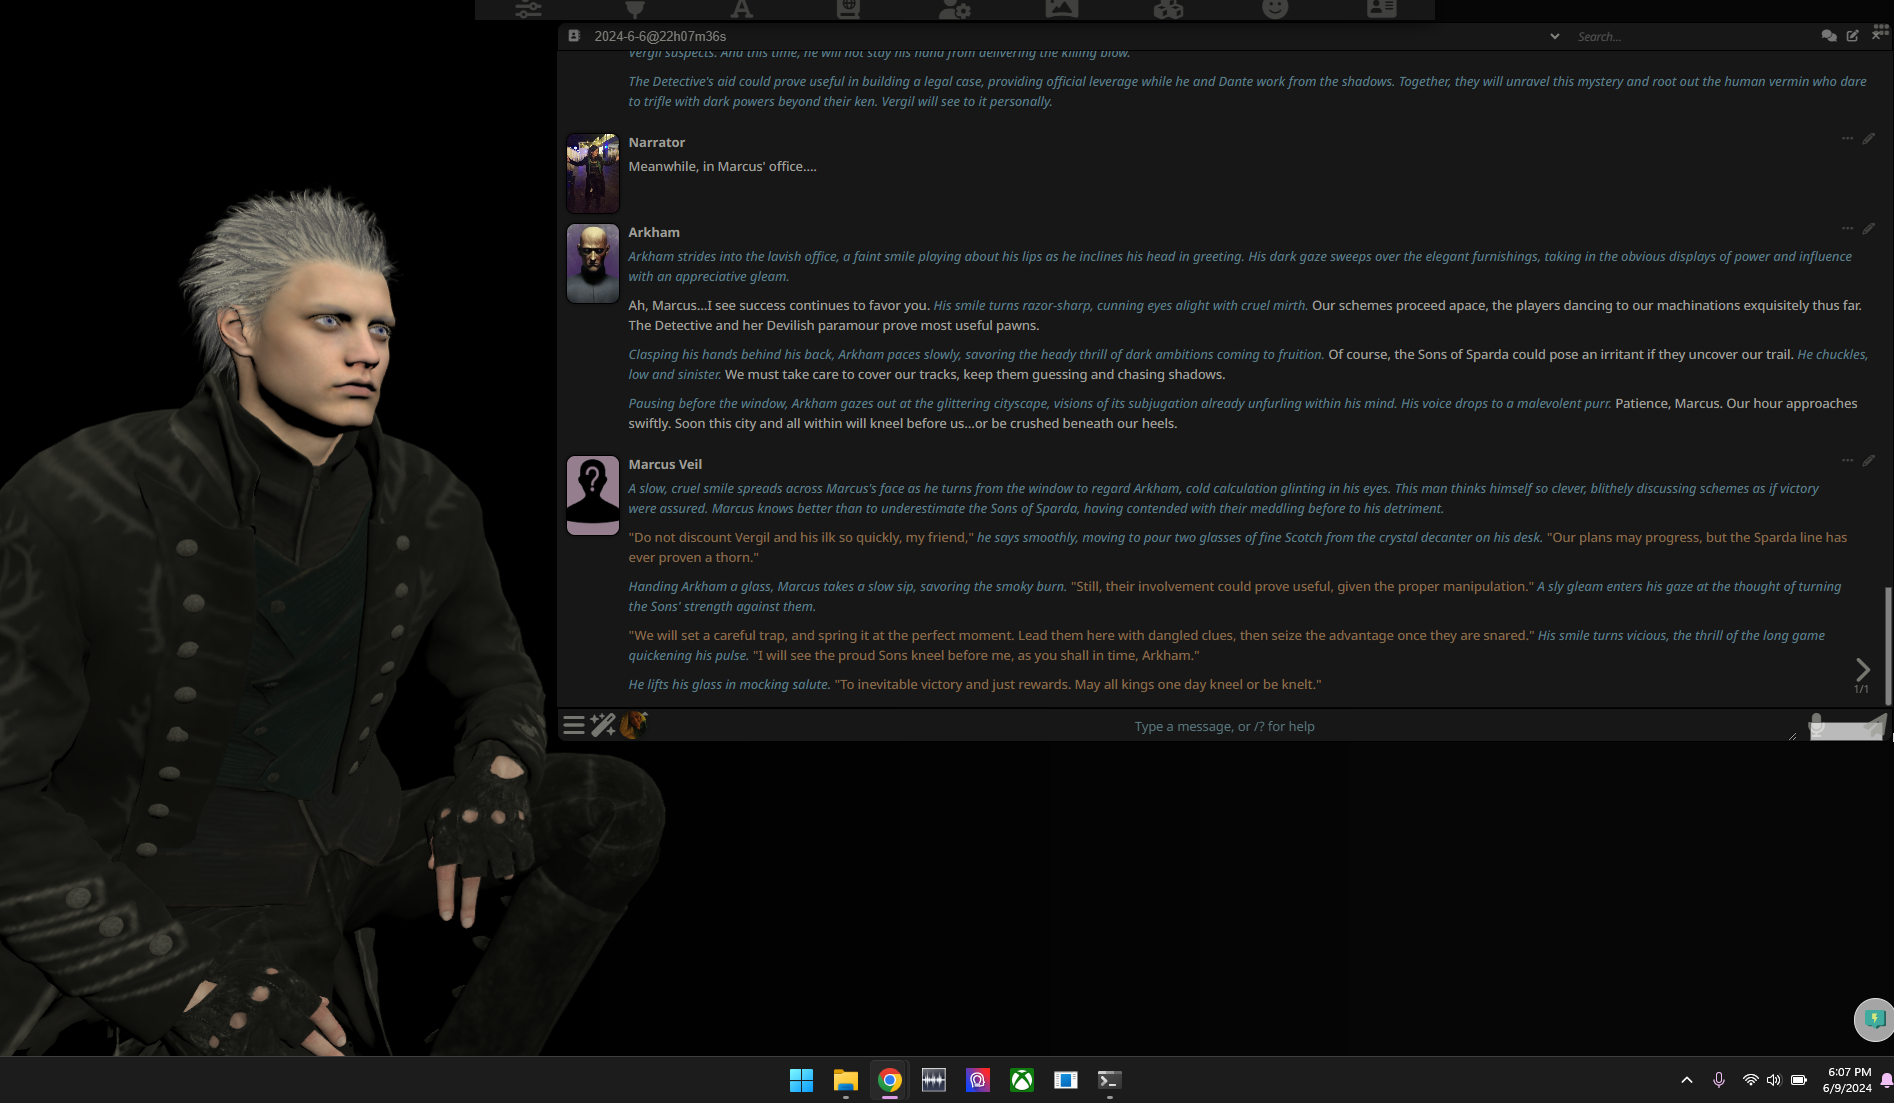 2024-6-6@22h07m36s
Search...
Vergil suspects. And this time, he will not stay his hand from delivering the killing blow.
The Detective's aid could prove useful in building a legal case, providing official leverage while he and Dante work from the shadows. Together, they will unravel this mystery and root out the human vermin who dare
to trifle with dark powers beyond their ken. Vergil will see to it personally.
Narrator
Meanwhile, in Marcus' office....
Arkham
Arkham strides into the lavish office, a faint smile playing about his lips as he inclines his head in greeting. His dark gaze sweeps over the elegant furnishings, taking in the obvious displays of power and influence
with an appreciative gleam.
Ah, Marcus...I see success continues to favor you. His smile turns razor-sharp, cunning eyes alight with cruel mirth. Our schemes proceed apace, the players dancing to our machinations exquisitely thus far.
The Detective and her Devilish paramour prove most useful pawns.
Clasping his hands behind his back, Arkham paces slowly, savoring the heady thrill of dark ambitions coming to fruition. Of course, the Sons of Sparda could pose an irritant if they uncover our trail. He chuckles,
low and sinister. We must take care to cover our tracks, keep them guessing and chasing shadows.
Pausing before the window, Arkham gazes out at the glittering cityscape, visions of its subjugation already unfurling within his mind. His voice drops to a malevolent purr. Patience, Marcus. Our hour approaches
swiftly. Soon this city and all within will kneel before us...or be crushed beneath our heels.
Marcus Veil
A slow, cruel smile spreads across Marcus's face as he turns from the window to regard Arkham, cold calculation glinting in his eyes. This man thinks himself so clever, blithely discussing schemes as if victory
were assured. Marcus knows better than to underestimate the Sons of Sparda, having contended with their meddling before to his detriment.
"Do not discount Vergil and his ilk so quickly, my friend," he says smoothly, moving to pour two glasses of fine Scotch from the crystal decanter on his desk. "Our plans may progress, but the Sparda line has
ever proven a thorn."
Handing Arkham a glass, Marcus takes a slow sip, savoring the smoky burn. "Still, their involvement could prove useful, given the proper manipulation." A sly gleam enters his gaze at the thought of turning
the Sons' strength against them.
"We will set a careful trap, and spring it at the perfect moment. Lead them here with dangled clues, then seize the advantage once they are snared." His smile turns vicious, the thrill of the long game
quickening his pulse. "I will see the proud Sons kneel before me, as you shall in time, Arkham."
He lifts his glass in mocking salute. "To inevitable victory and just rewards. May all kings one day kneel or be knelt."
1/1
Type a message, or /? for help
6:07 PM
6/9/2024